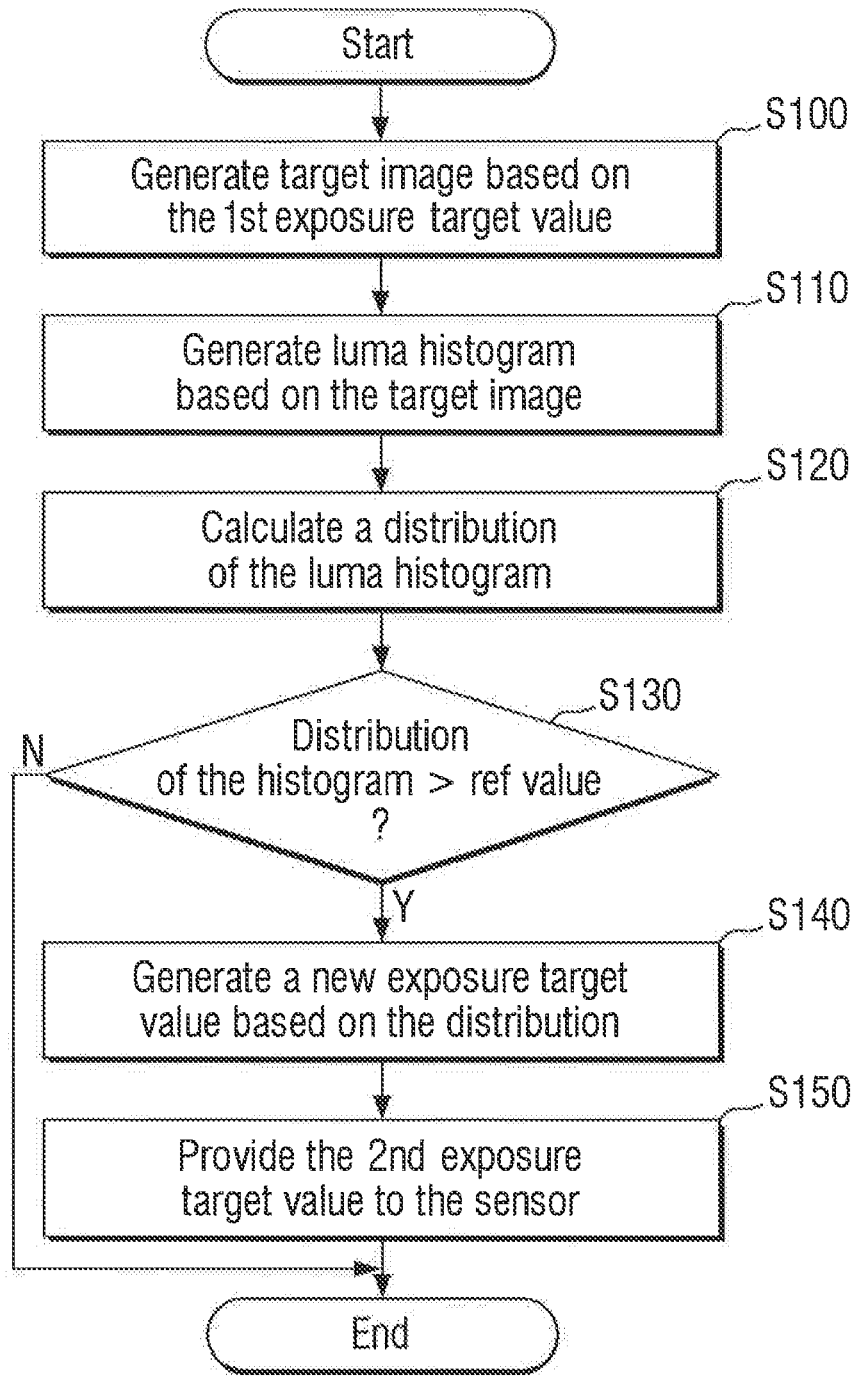 Start
S100
Generate target image based on
the 1st exposure target value
S110
Generate luma histogram
based on the target image
S120
Calculate a distribution
of the luma histogram
S130
Distribution
of the histogram > ref value
?
N
Y
S140
Generate a new exposure target
value based on the distribution
S150
Provide the 2nd exposure
target value to the sensor
End